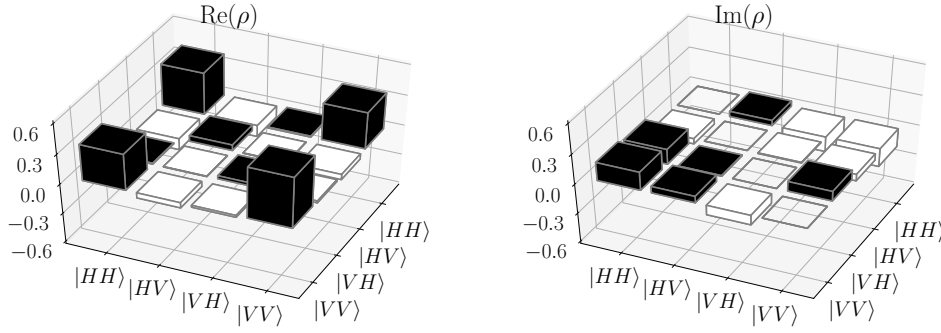 Re(ρ)
0.6
0.3
0.0
−0.3
−0.6
|HH⟩
|HV⟩
|VH⟩
|VV⟩
|HH⟩
|HV⟩
|VH⟩
|VV⟩
Im(ρ)
0.6
0.3
0.0
−0.3
−0.6
|HH⟩
|HV⟩
|VH⟩
|VV⟩
|HH⟩
|HV⟩
|VH⟩
|VV⟩